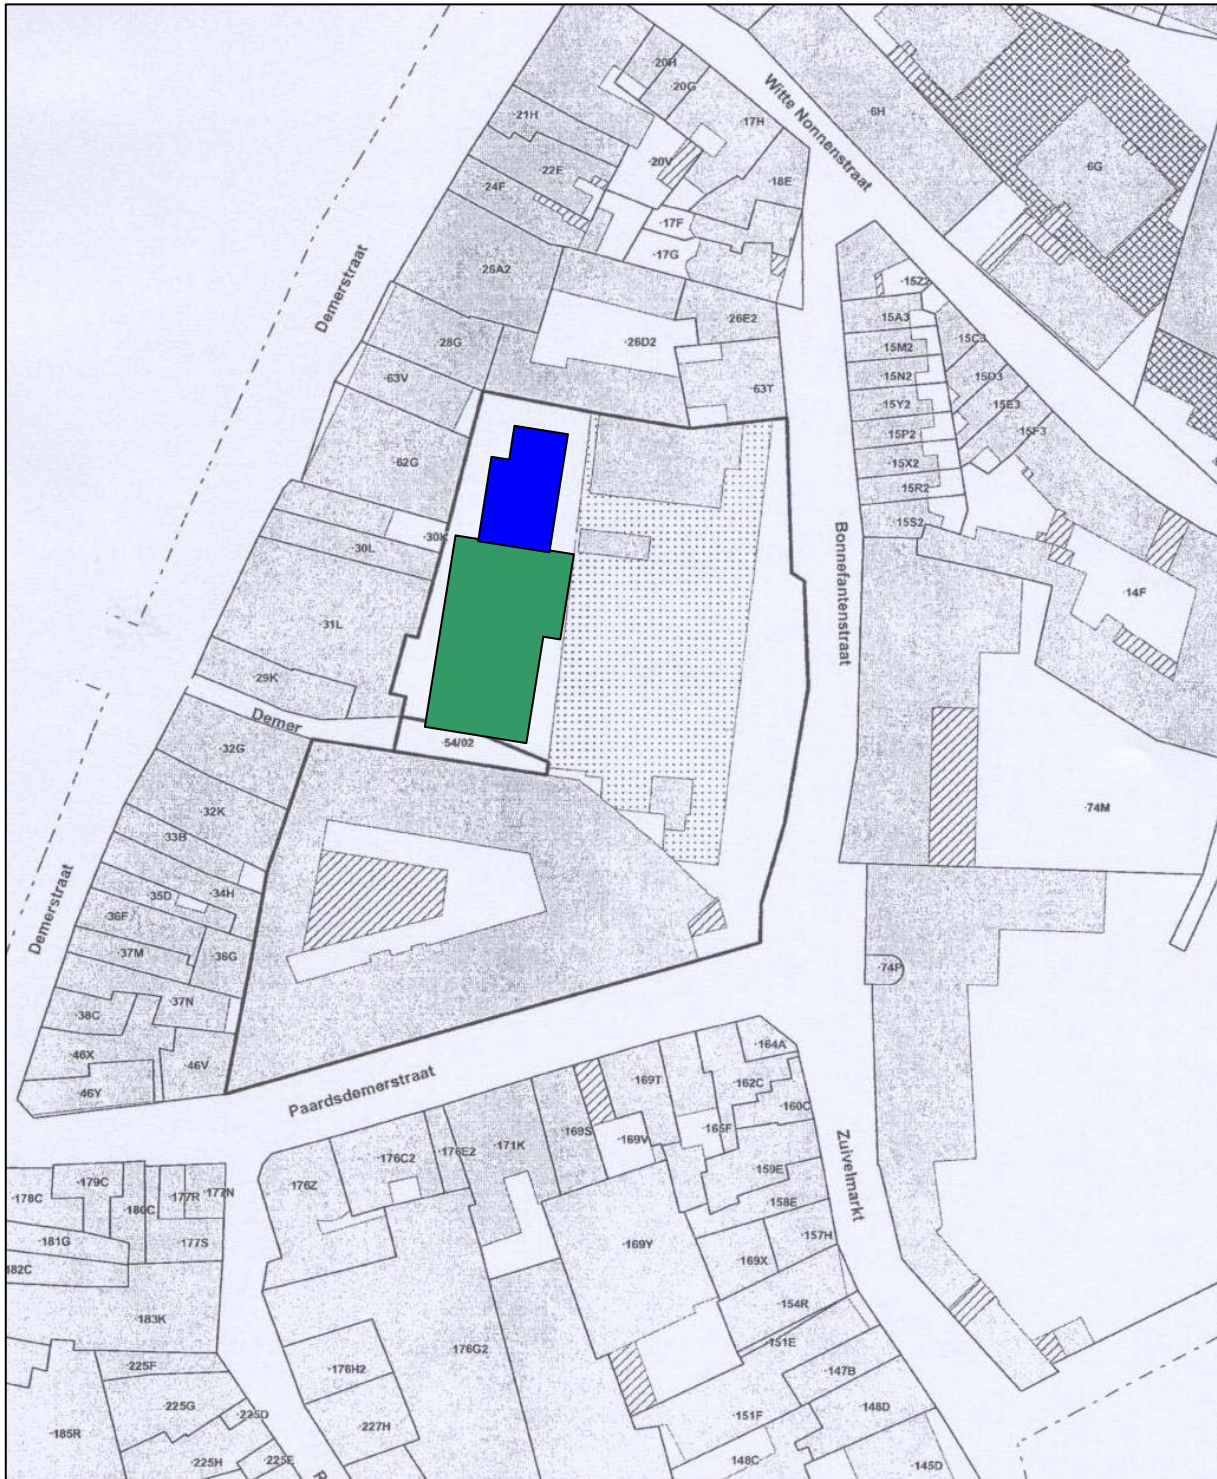 ·20H
·20G
·21H
·17H
·6H
Witte Nonnenstraat
·22E
·20V
·6G
·24F
·18E
·17F
·17G
·26A2
·15Z2
Demerstraat
·26E2
·15A3
·28G
·26D2
·15M2
·15C3
·63V
·63T
·15N2
·15D3
·15Y2
·15E3
·15P2
·15F3
·62G
·15X2
·15R2
·15S2
·30K
·30L
Bonnefantenstraat
·14F
·31L
·29K
Demer
·54/02
·32G
·74M
·32K
·33B
·34H
·35D
Demerstraat
·36F
·37M
·36G
·74P
·37N
·38C
·164A
·46X
·46V
·46Y
Paardsdemerstraat
·169T
·162C
·160C
·165F
·169S
·169V
·171K
·176E2
·176C2
·159E
·176Z
·158E
Zuivelmarkt
·178C
·179C
·180C
·177R
·177N
·177S
·181G
182C
·169Y
·157H
·169X
·154R
·183K
·151E
·176G2
·147B
·225F
·176H2
·148D
·225G
·225D
·151F
·227H
·185R
·225H
·225E
·148C
·145D